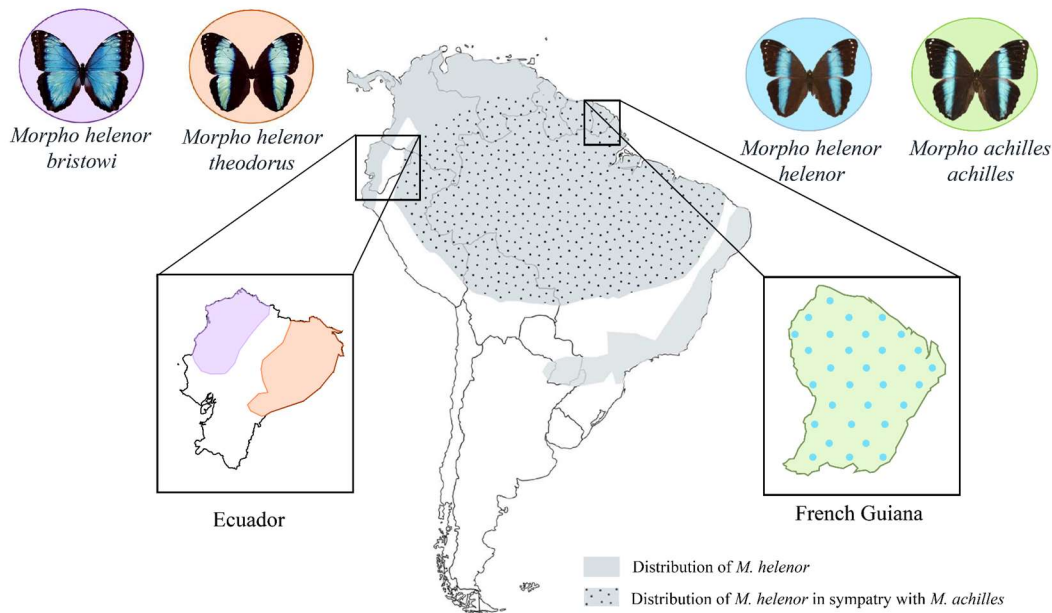 Morpho helenor
bristowi
Morpho helenor
theodorus
Morpho helenor
helenor
Morpho achilles
achilles
Ecuador
French Guiana
Distribution of M. helenor
Distribution of M. helenor in sympatry with M. achilles